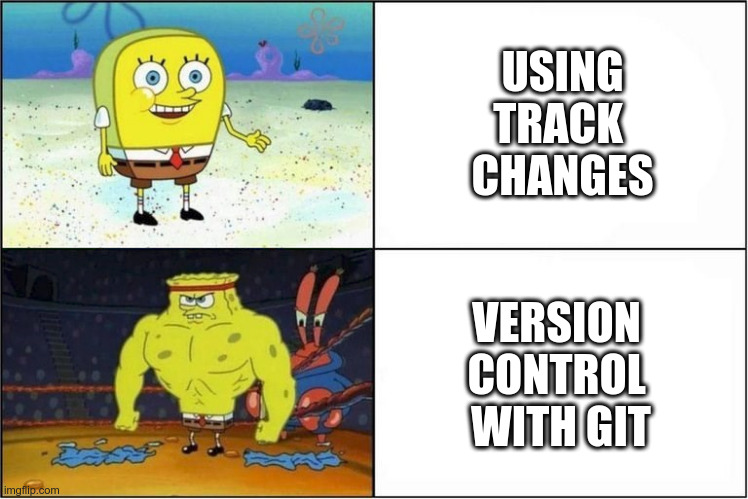 USING
TRACK
CHANGES
VERSION
CONTROL
WITH GIT
imgflip.com